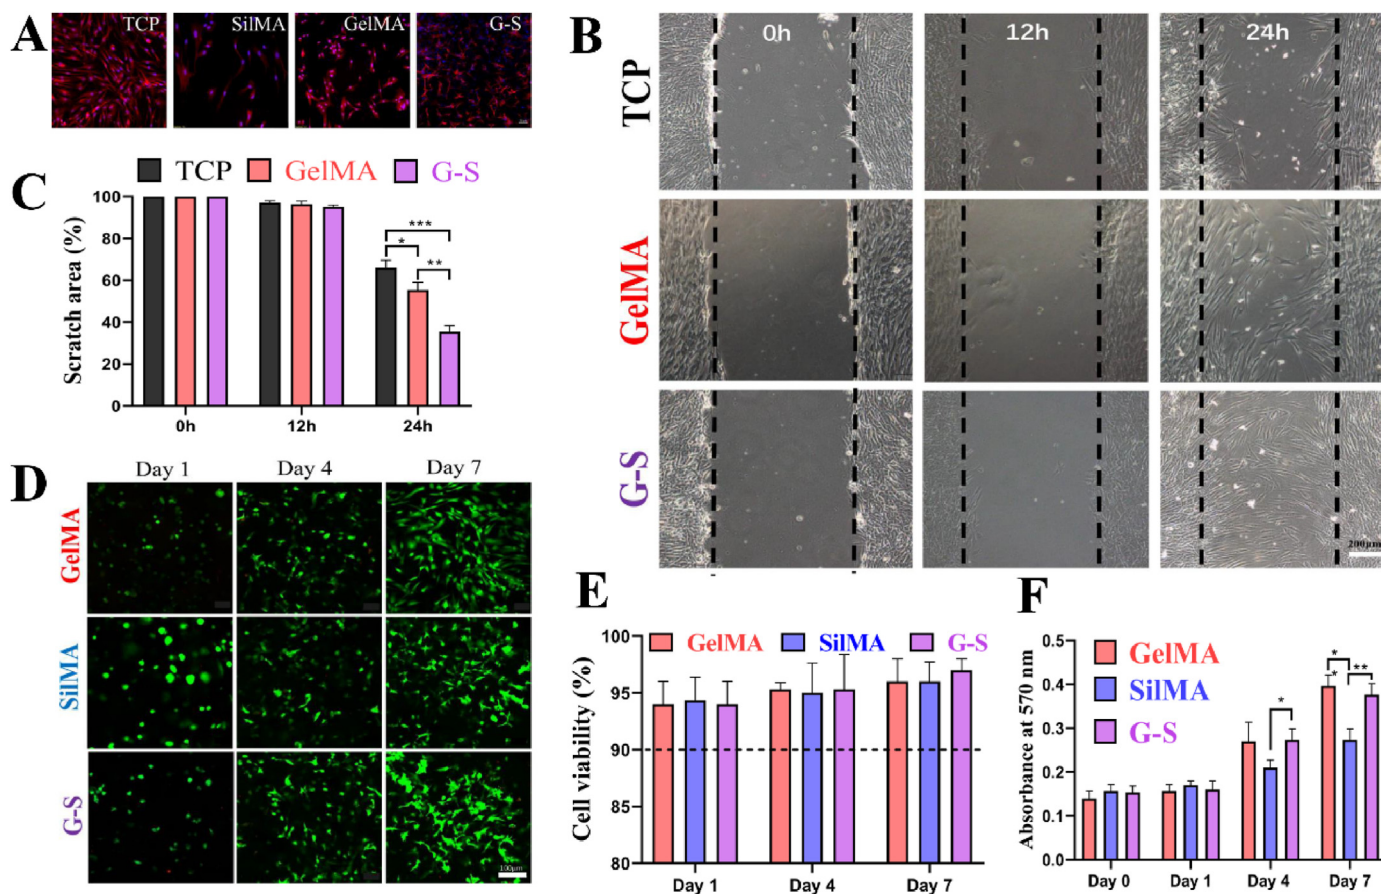 A
TCP
SilMA
GelMA
G-S
B
0h
12h
24h
TCP
GelMA
G-S
200μm
C
TCP
GelMA
G-S
Scratch area (%)
100
80
60
40
20
0
***
*
**
0h
12h
24h
D
Day 1
Day 4
Day 7
GelMA
SilMA
G-S
100μm
E
GelMA
SilMA
G-S
Cell viability (%)
100
95
90
85
80
Day 1
Day 4
Day 7
F
GelMA
SilMA
G-S
Absorbance at 570 nm
0.5
0.4
0.3
0.2
0.1
0.0
*
*
*
**
Day 0
Day 1
Day 4
Day 7